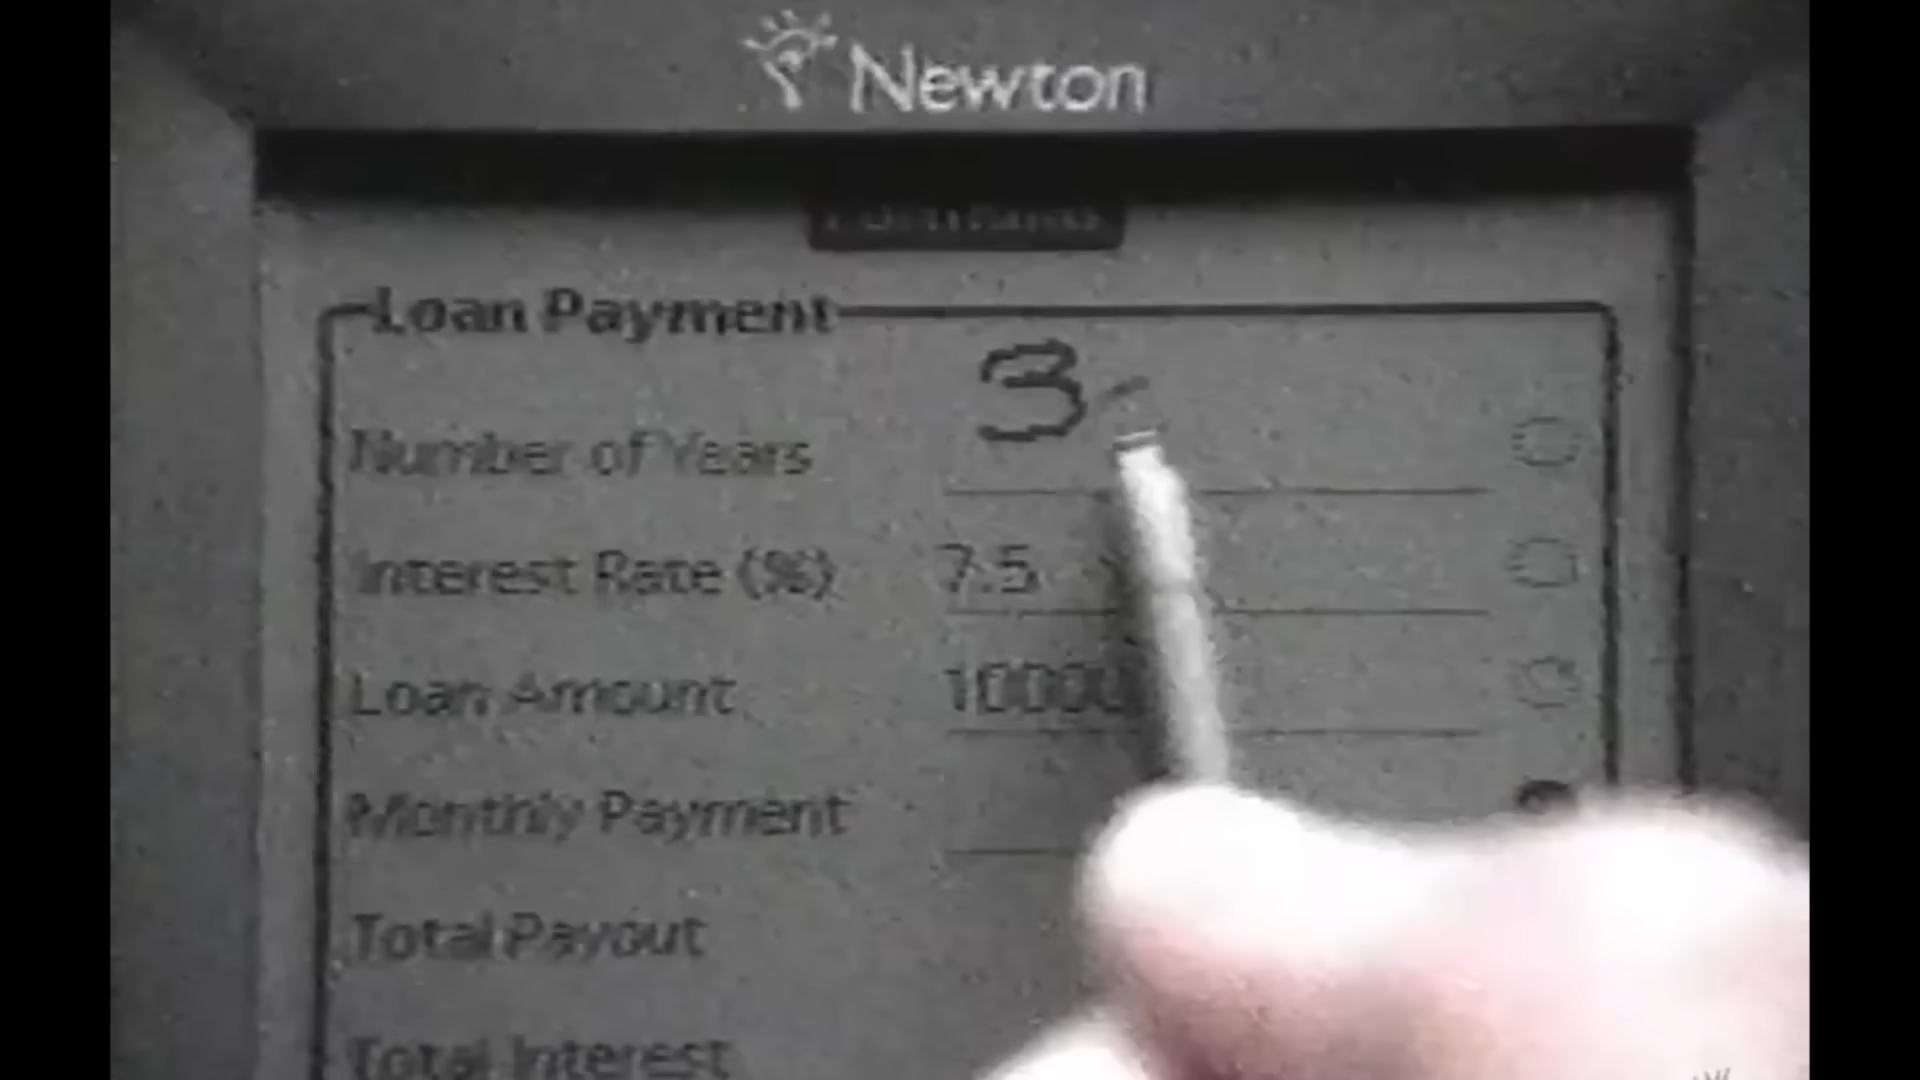 Newton
Loan Payment
3
Number of Years
Interest Rate (%) 7.5
Loan Amount
Monthly Payment
Total Payout
Total Interest